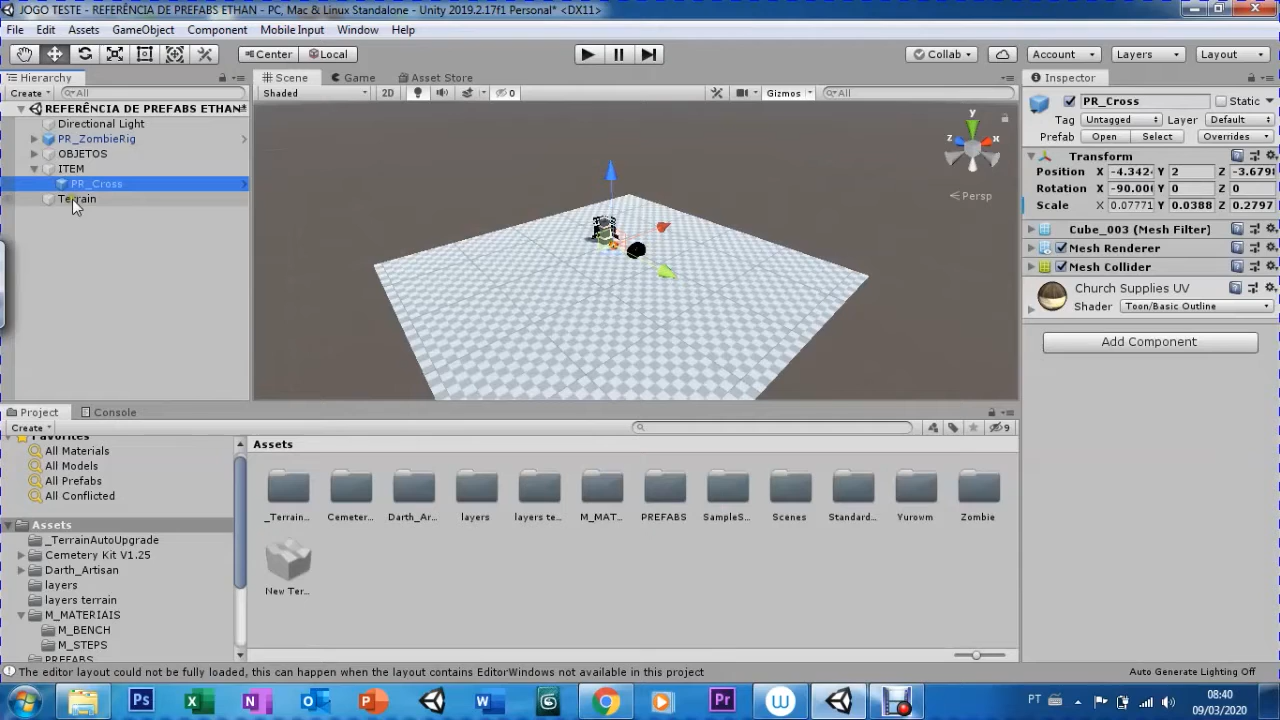 JOGO TESTE - REFERÊNCIA DE PREFABS ETHAN - PC, Mac & Linux Standalone - Unity 2019.2.17f1 Personal* <DX11>
File Edit Assets GameObject Component Mobile Input Window Help
Center Local Collab Account Layers Layout
Hierarchy Scene Game Asset Store Inspector
Create All Shaded 2D 0 Gizmos All
REFERÊNCIA DE PREFABS ETHAN
Directional Light
PR_ZombieRig
OBJETOS
ITEM
PR_Cross
Terrain
y
x
z
Persp
PR_Cross Static
Tag Untagged Layer Default
Prefab Open Select Overrides
Transform
Position X -4.342 Y 2 Z -3.679
Rotation X -90.00 Y 0 Z 0
Scale X 0.07771 Y 0.0388 Z 0.2797
Cube_003 (Mesh Filter)
Mesh Renderer
Mesh Collider
Church Supplies UV
Shader Toon/Basic Outline
Add Component
Project Console
Create 9
Favorites
All Materials
All Models
All Prefabs
All Conflicted
Assets
_TerrainAutoUpgrade
Cemetery Kit V1.25
Darth_Artisan
layers
layers terrain
M_MATERIAIS
M_BENCH
M_STEPS
PREFABS
Assets
_Terrain... Cemeter... Darth_Ar... layers layers te... M_MAT... PREFABS SampleS... Scenes Standard... Yurowm Zombie
New Ter...
The editor layout could not be fully loaded, this can happen when the layout contains EditorWindows not available in this project
Auto Generate Lighting Off
Ps Pr W PT 08:40
09/03/2020